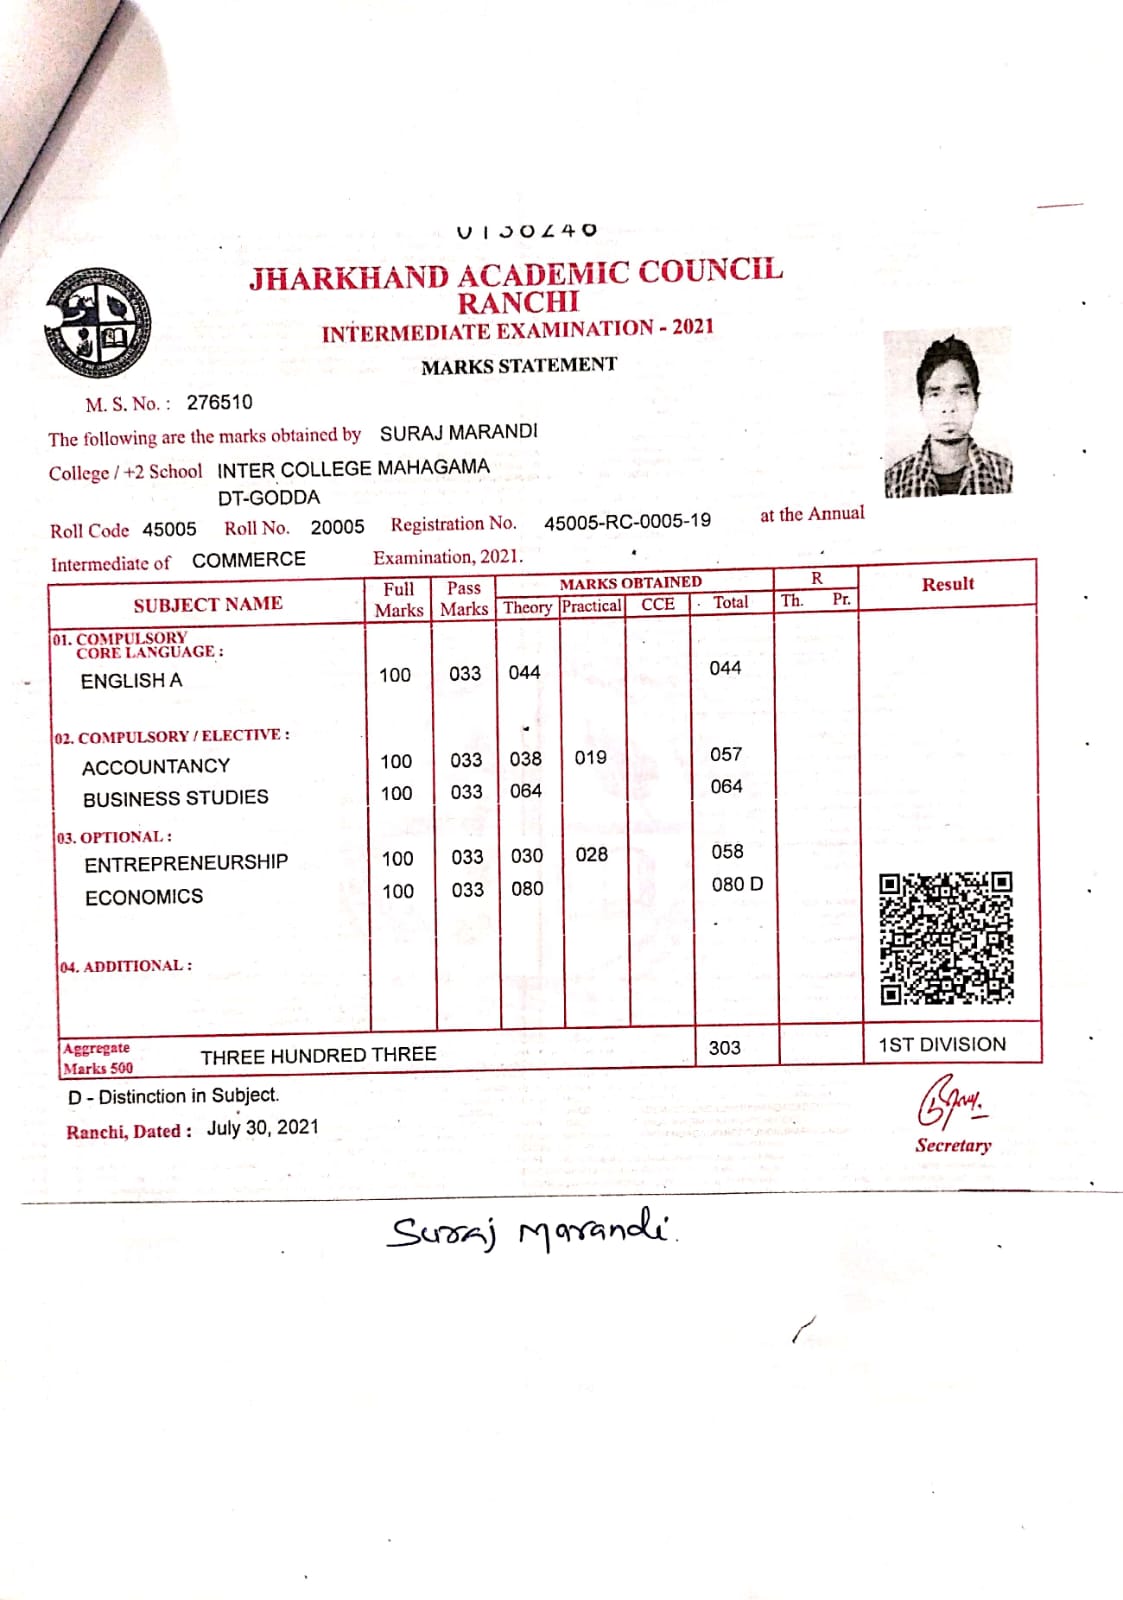 JHARKHAND ACADEMIC COUNCIL
RANCHI
INTERMEDIATE EXAMINATION - 2021
MARKS STATEMENT
M. S. No. : 276510
The following are the marks obtained by SURAJ MARANDI
College / +2 School INTER COLLEGE MAHAGAMA
DT-GODDA
Roll Code 45005 Roll No. 20005 Registration No. 45005-RC-0005-19 at the Annual
Intermediate of COMMERCE Examination, 2021.
SUBJECT NAME Full Marks Pass Marks MARKS OBTAINED R Result
Theory Practical CCE Total Th. Pr.
01. COMPULSORY
CORE LANGUAGE :
ENGLISH A 100 033 044 044
02. COMPULSORY / ELECTIVE :
ACCOUNTANCY 100 033 038 019 057
BUSINESS STUDIES 100 033 064 064
03. OPTIONAL :
ENTREPRENEURSHIP 100 033 030 028 058
ECONOMICS 100 033 080 080 D
04. ADDITIONAL :
Aggregate
Marks 500 THREE HUNDRED THREE 303 1ST DIVISION
D - Distinction in Subject.
Ranchi, Dated : July 30, 2021
Secretary
Suraj Marandi.